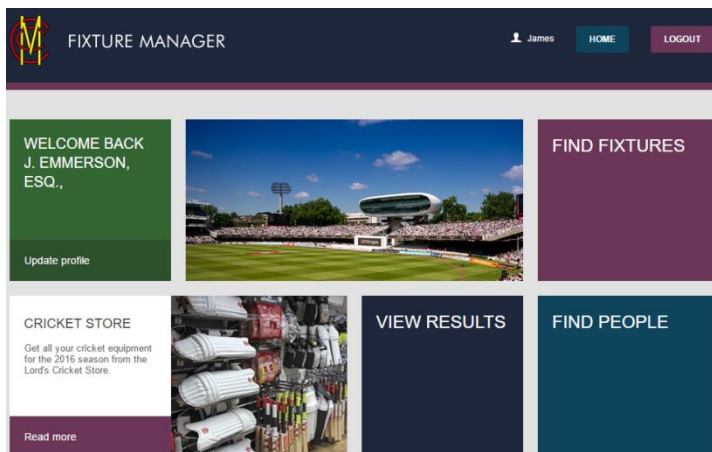 FIXTURE MANAGER
James
HOME
LOGOUT
WELCOME BACK
J. EMMERSON,
ESQ.,
Update profile
FIND FIXTURES
CRICKET STORE
Get all your cricket equipment
for the 2016 season from the
Lord's Cricket Store.
Read more
VIEW RESULTS
FIND PEOPLE